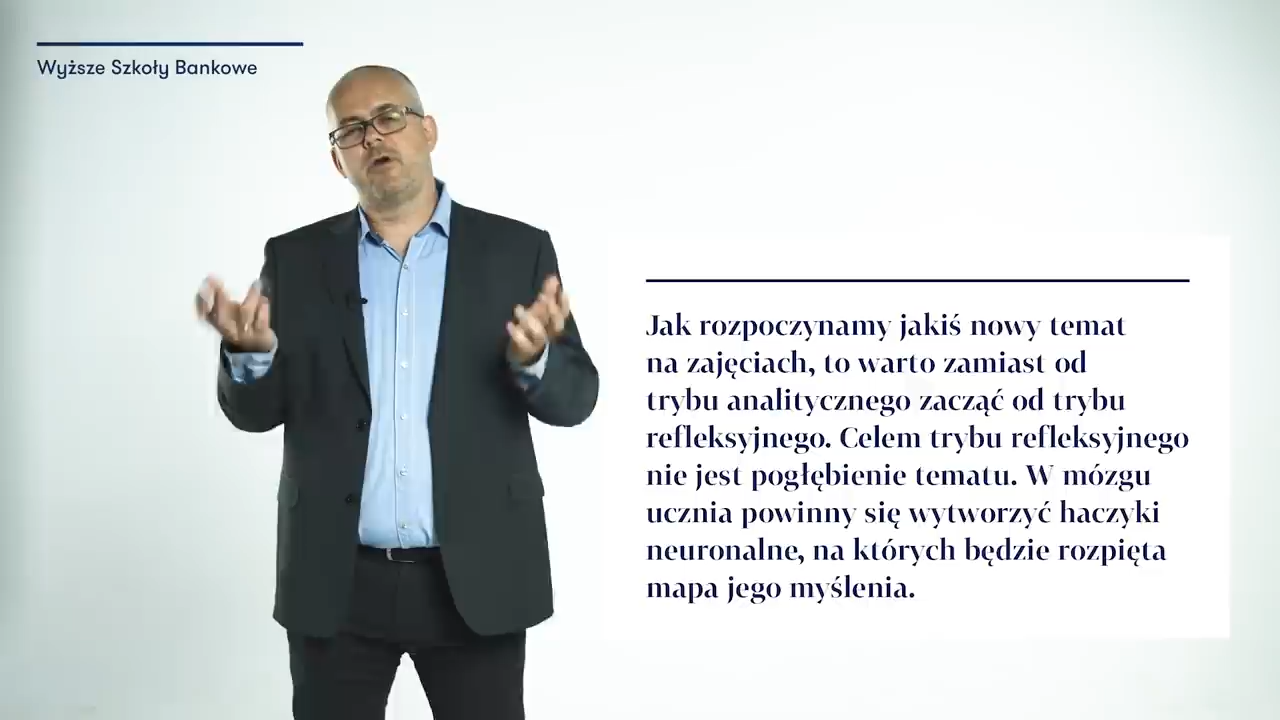 Wyższe Szkoły Bankowe
Jak rozpoczynamy jakiś nowy temat
na zajęciach, to warto zamiast od
trybu analitycznego zacząć od trybu
refleksyjnego. Celem trybu refleksyjnego
nie jest pogłębienie tematu. W mózgu
ucznia powinny się wytworzyć haczyki
neuronalne, na których będzie rozpięta
mapa jego myślenia.